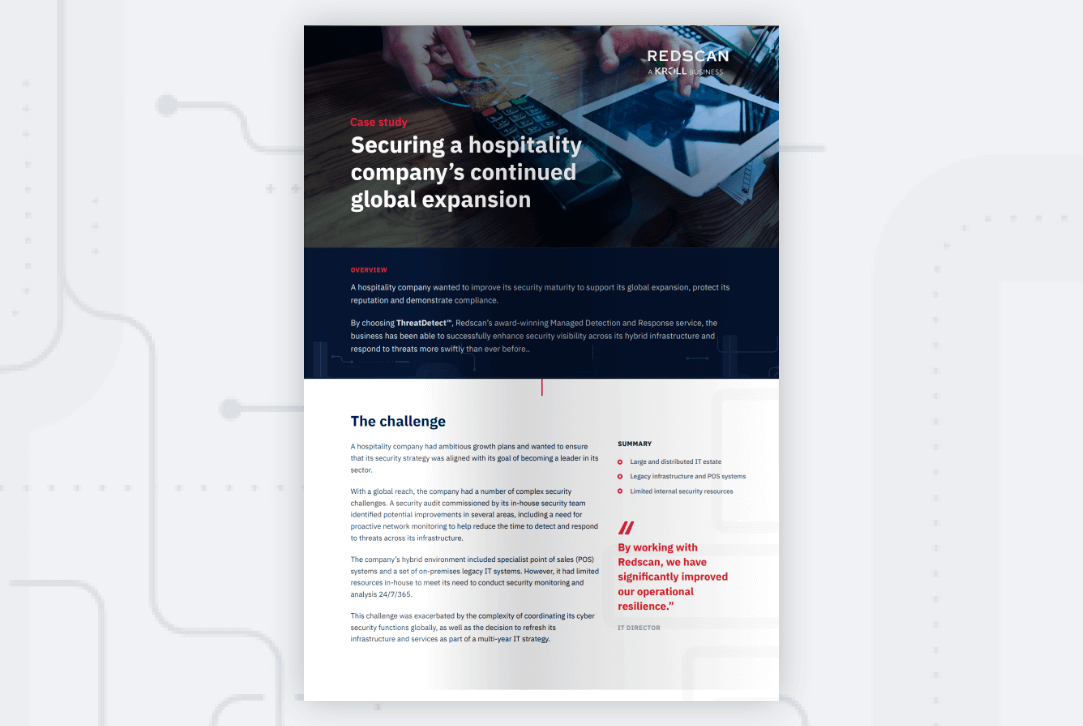 REDSCAN
A KROLL BUSINESS
Case study
Securing a hospitality
company's continued
global expansion
OVERVIEW
A hospitality company wanted to improve its security maturity to support its global expansion, protect its
reputation and demonstrate compliance.
By choosing ThreatDetect™, Redscan's award-winning Managed Detection and Response service, the
business has been able to successfully enhance security visibility across its hybrid infrastructure and
respond to threats more swiftly than ever before..
The challenge
A hospitality company had ambitious growth plans and wanted to ensure
that its security strategy was aligned with its goal of becoming a leader in its
sector.
With a global reach, the company had a number of complex security
challenges. A security audit commissioned by its in-house security team
identified potential improvements in several areas, including a need for
proactive network monitoring to help reduce the time to detect and respond
to threats across its infrastructure.
The company's hybrid environment included specialist point of sales (POS)
systems and a set of on-premises legacy IT systems. However, it had limited
resources in-house to meet its need to conduct security monitoring and
analysis 24/7/365.
This challenge was exacerbated by the complexity of coordinating its cyber
security functions globally, as well as the decision to refresh its
infrastructure and services as part of a multi-year IT strategy.
SUMMARY
Large and distributed IT estate
Legacy infrastructure and POS systems
Limited internal security resources
By working with
Redscan, we have
significantly improved
our operational
resilience."
IT DIRECTOR